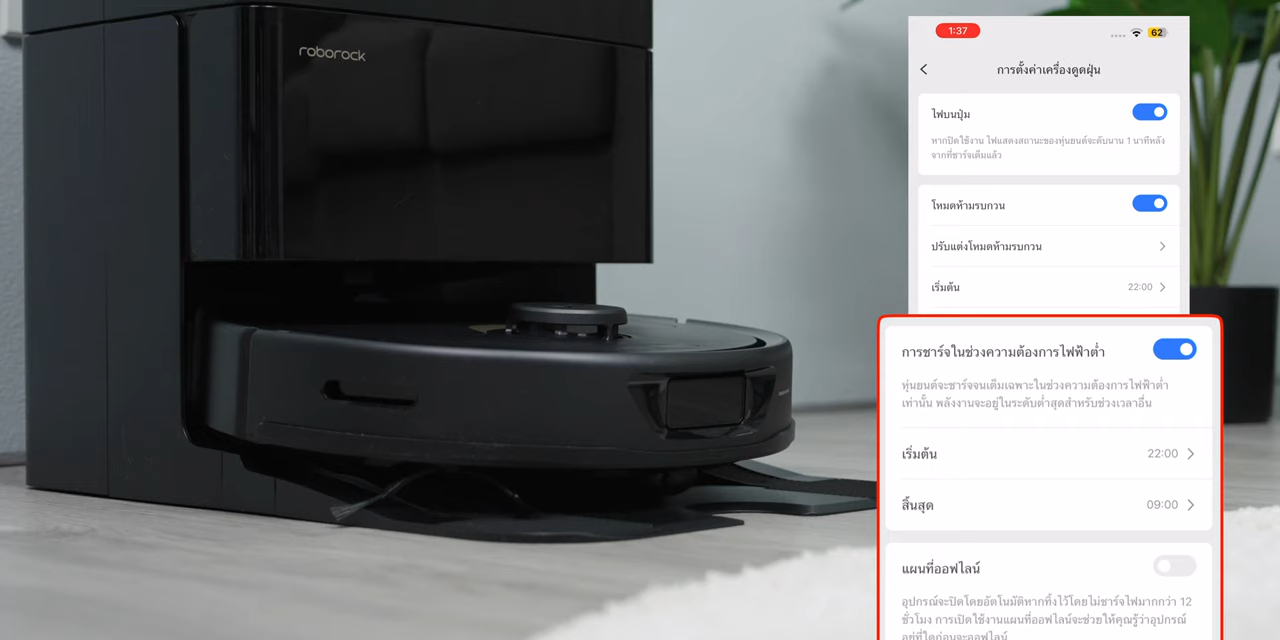 roborock
1:37
62
การตั้งค่าเครื่องดูดฝุ่น
ไฟบนปุ่ม
หากปิดใช้งาน ไฟแสดงสถานะของหุ่นยนต์จะดับนาน 1 นาทีหลัง
จากที่ชาร์จเต็มแล้ว
โหมดห้ามรบกวน
ปรับแต่งโหมดห้ามรบกวน
เริ่มต้น
22:00
การชาร์จในช่วงความต้องการไฟฟ้าต่ำ
หุ่นยนต์จะชาร์จจนเต็มเฉพาะในช่วงความต้องการไฟฟ้าต่ำ
เท่านั้น พลังงานจะอยู่ในระดับต่ำสุดสำหรับช่วงเวลาอื่น
เริ่มต้น
22:00
สิ้นสุด
09:00
แผนที่ออฟไลน์
อุปกรณ์จะปิดโดยอัตโนมัติหากทิ้งไว้โดยไม่ชาร์จไฟมากกว่า 12
ชั่วโมง การเปิดใช้งานแผนที่ออฟไลน์จะช่วยให้คุณรู้ว่าอุปกรณ์
อยู่ที่ใดก่อนจะออฟไลน์